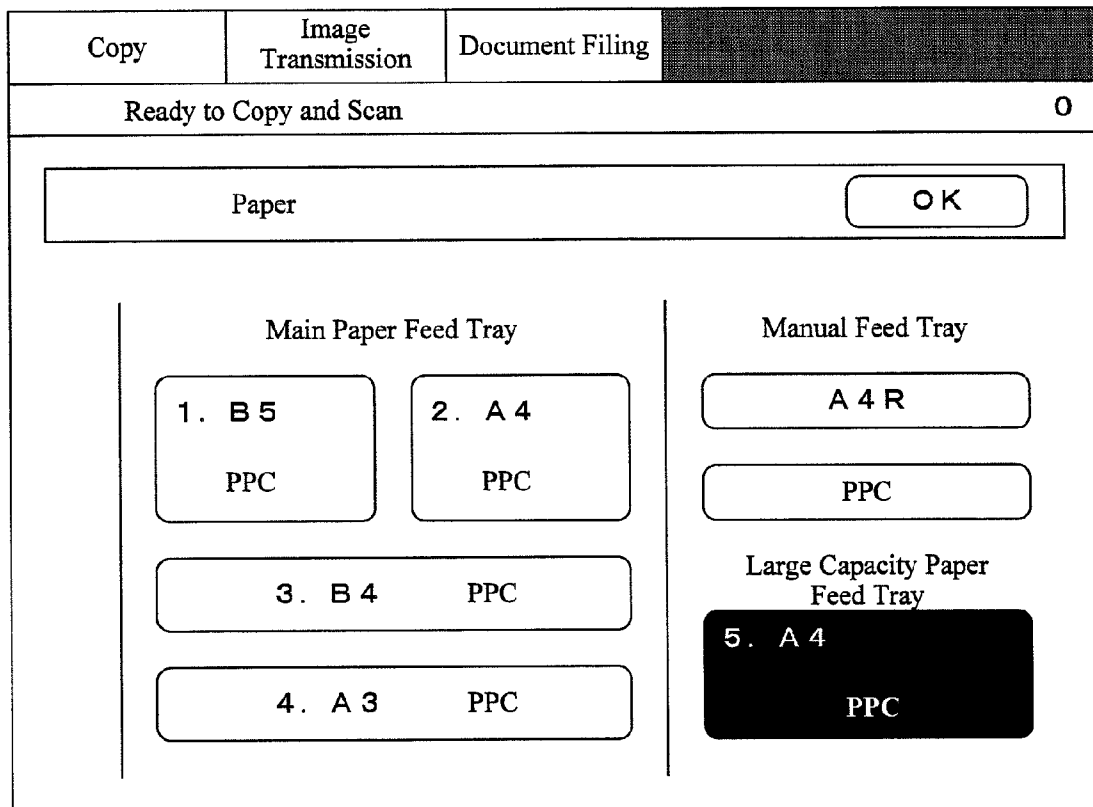 Copy
Image
Transmission
Document Filing
Ready to Copy and Scan
0
Paper
OK
Main Paper Feed Tray
1. B5
PPC
2. A4
PPC
3. B4 PPC
4. A3 PPC
Manual Feed Tray
A4R
PPC
Large Capacity Paper
Feed Tray
5. A4
PPC